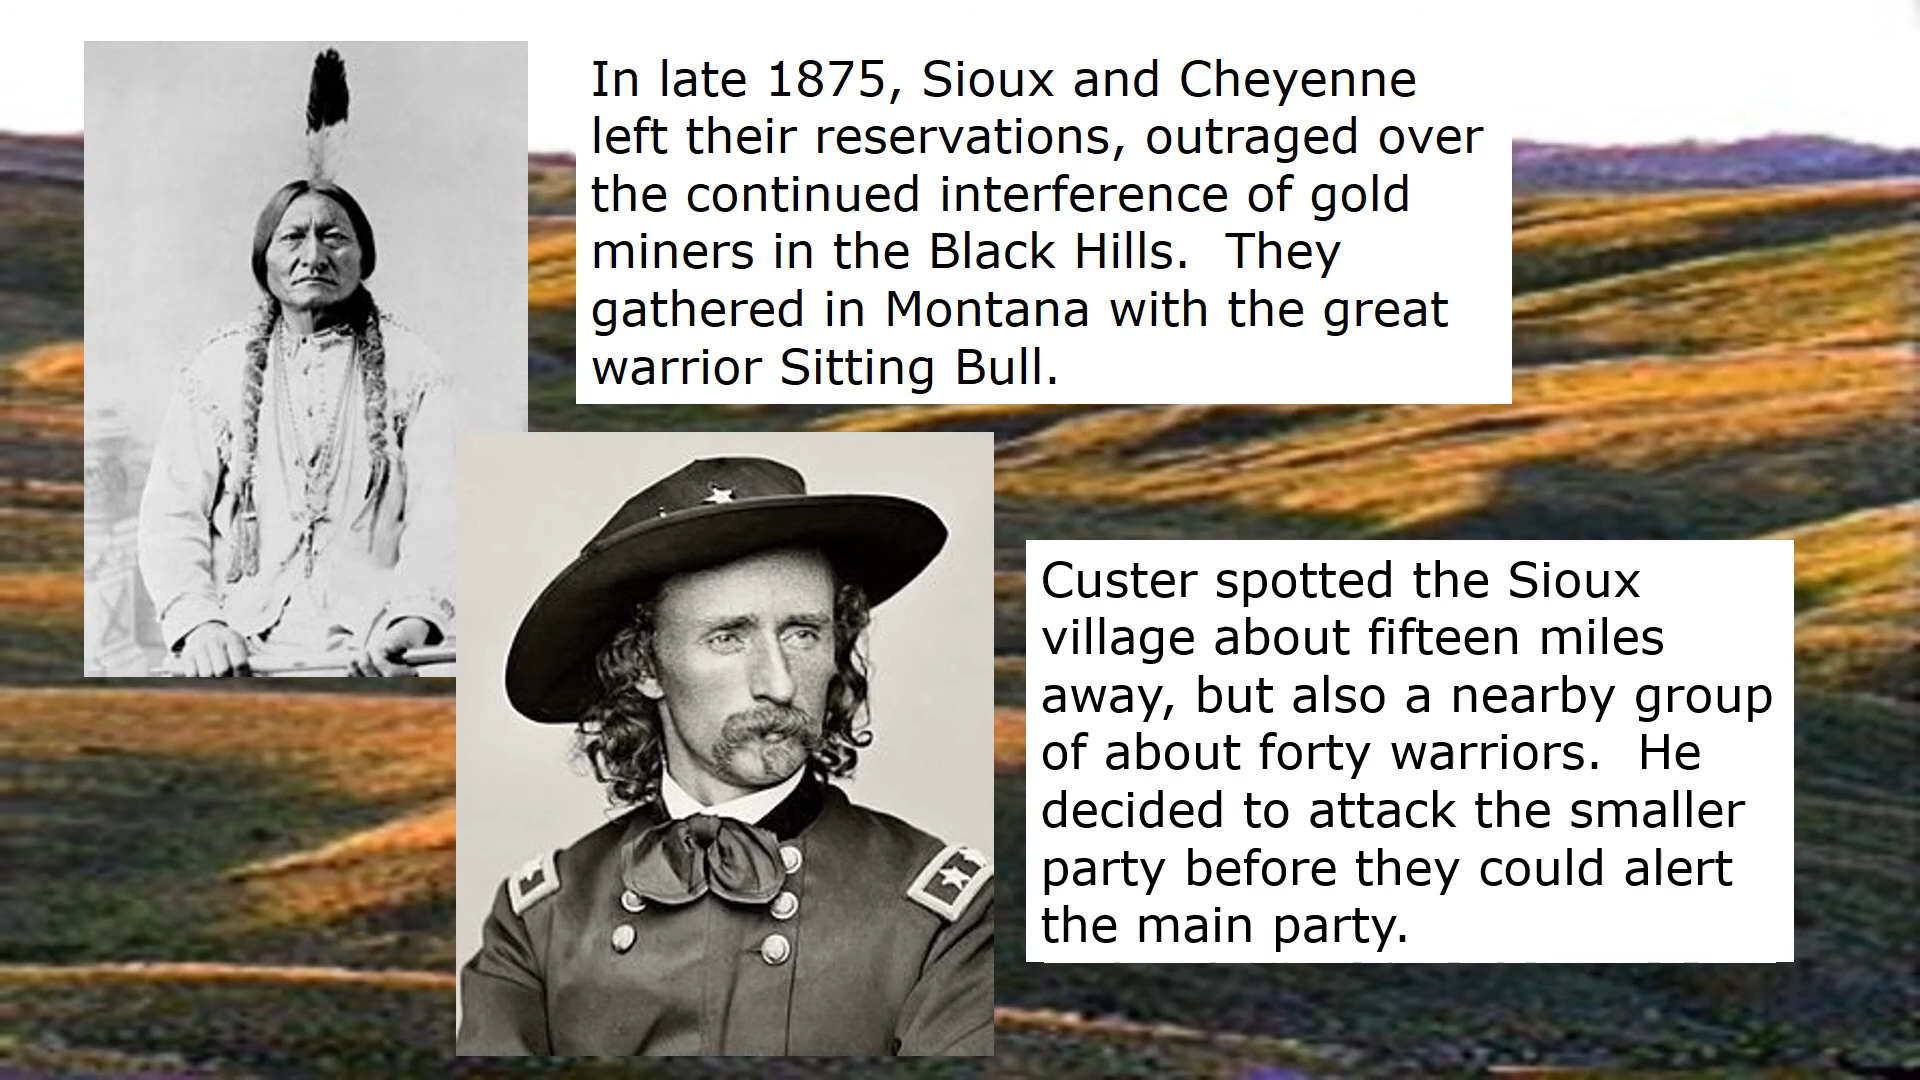 In late 1875, Sioux and Cheyenne
left their reservations, outraged over
the continued interference of gold
miners in the Black Hills.  They
gathered in Montana with the great
warrior Sitting Bull.
Custer spotted the Sioux
village about fifteen miles
away, but also a nearby group
of about forty warriors.  He
decided to attack the smaller
party before they could alert
the main party.